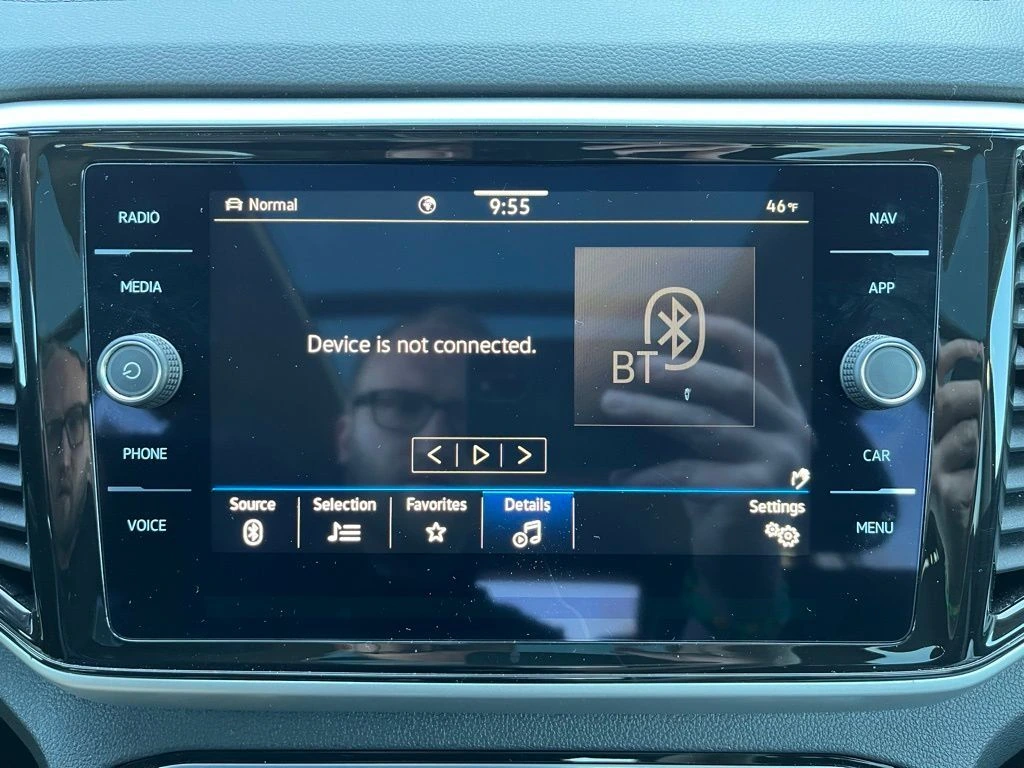 Normal 9:55 46°F
RADIO
MEDIA
PHONE
VOICE
NAV
APP
CAR
MENU
Device is not connected.
BT
Source Selection Favorites Details Settings